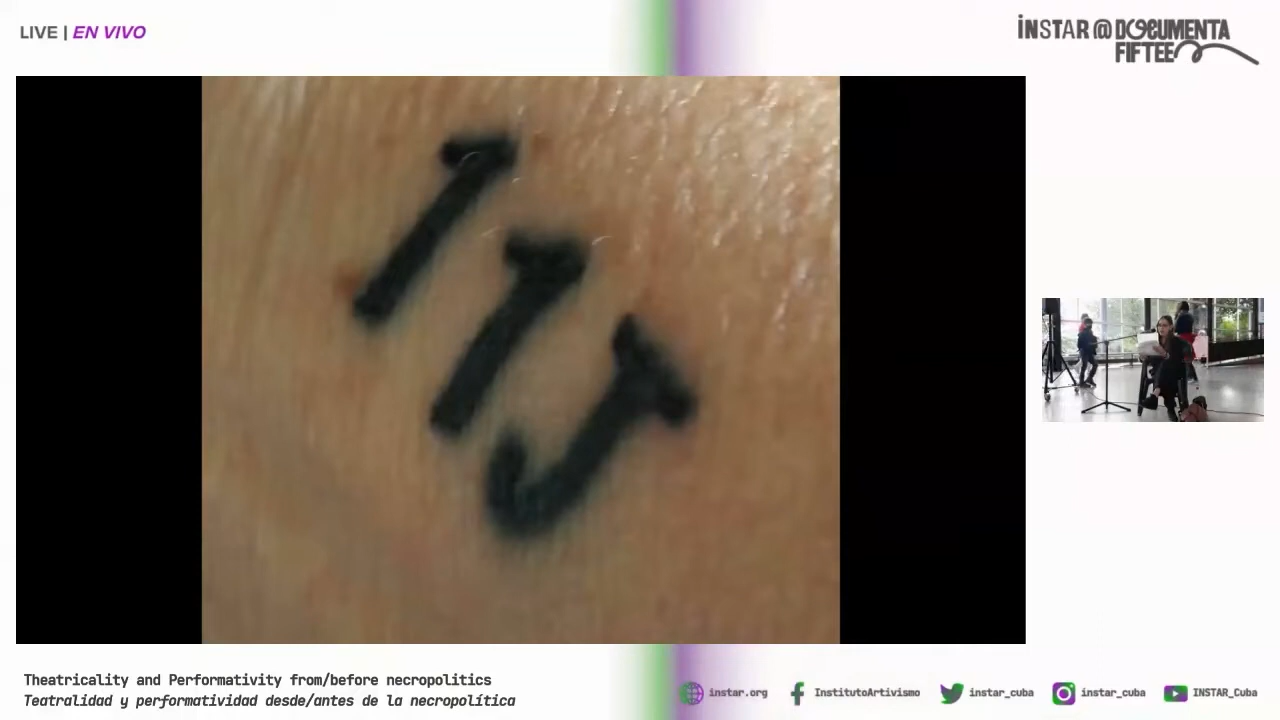 LIVE | EN VIVO
INSTAR @ DOCUMENTA
FIFTEEN
11J
Theatricality and Performativity from/before necropolitics
Teatralidad y performatividad desde/antes de la necropolítica
instar.org
InstitutoArtivismo
instar_cuba
instar_cuba
INSTAR_Cuba